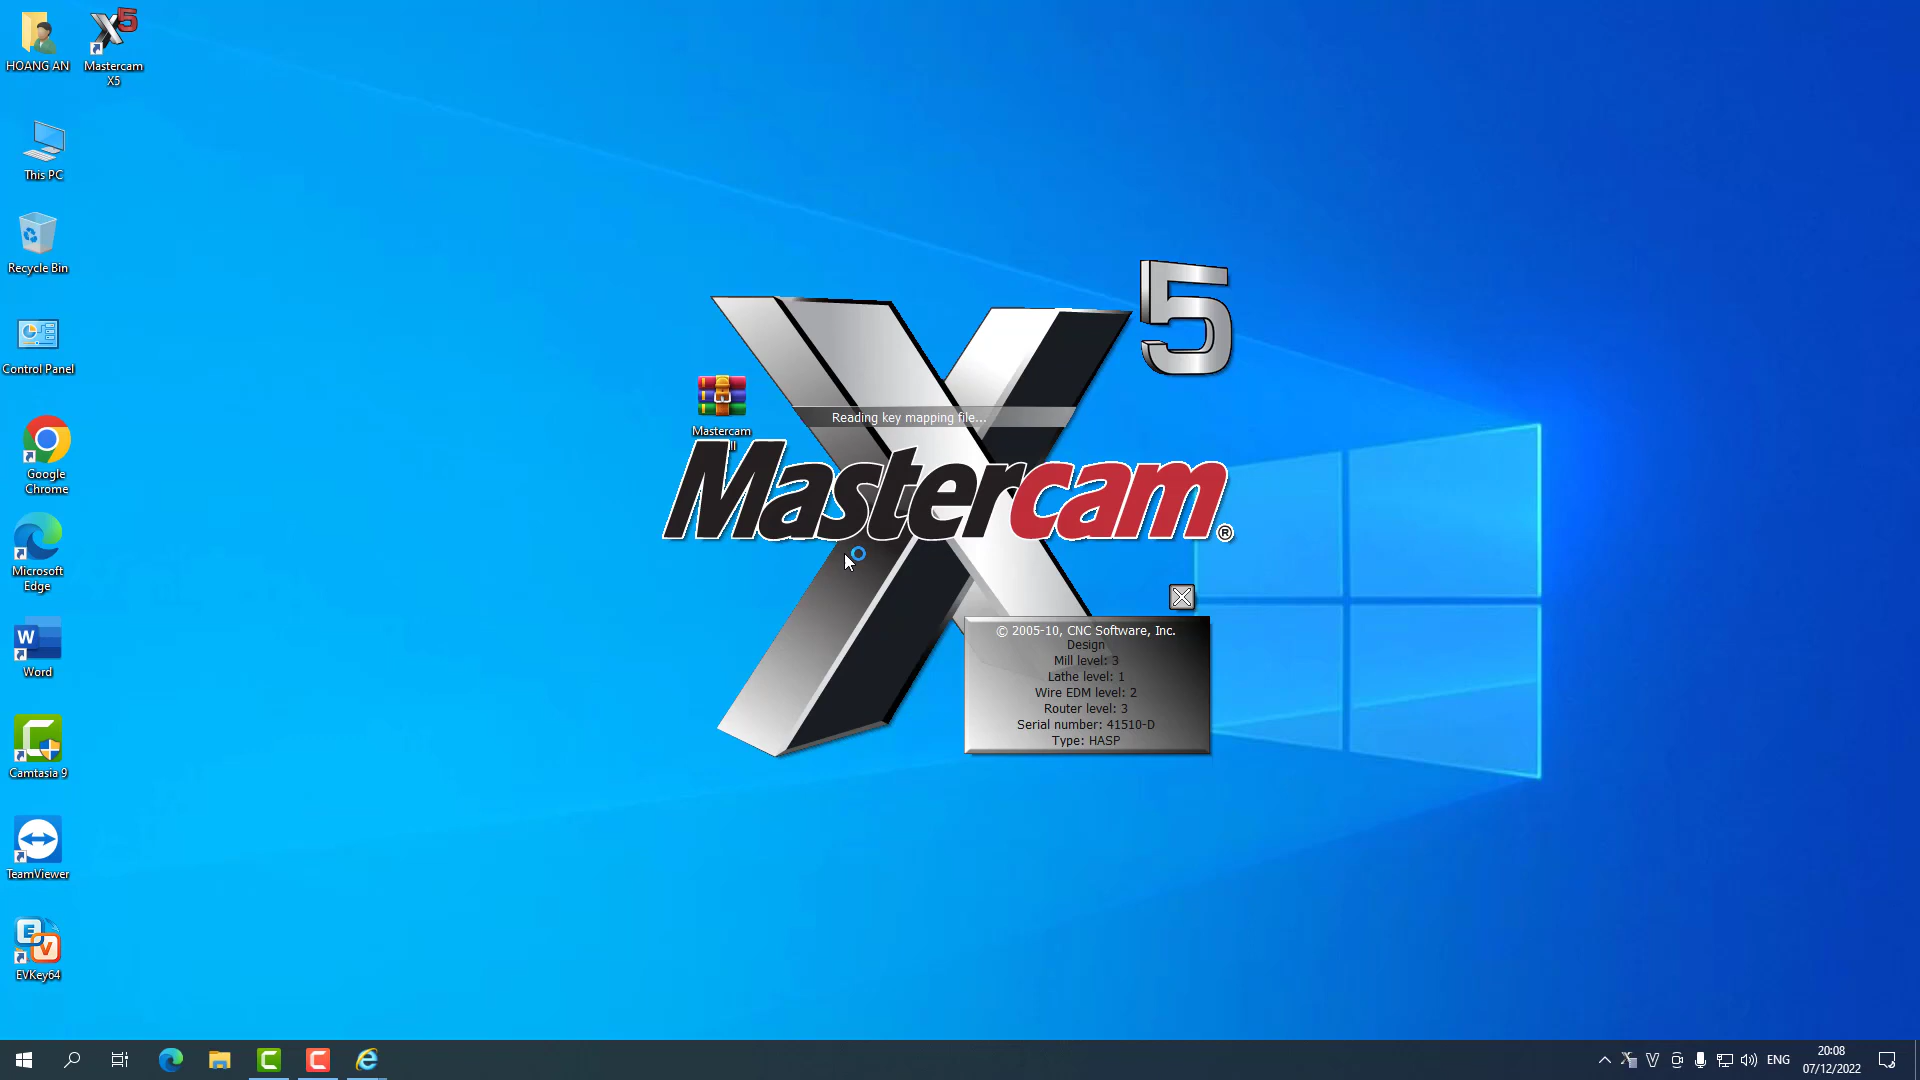 HOANG AN
Mastercam
X5
X5
This PC
Recycle Bin
Control Panel
Google
Chrome
Microsoft
Edge
W
Word
Camtasia 9
TeamViewer
E
V
EVKey64
X5
Mastercam
Reading key mapping file...
Mastercam®
© 2005-10, CNC Software, Inc.
Design
Mill level: 3
Lathe level: 1
Wire EDM level: 2
Router level: 3
Serial number: 41510-D
Type: HASP
V
ENG
20:08
07/12/2022